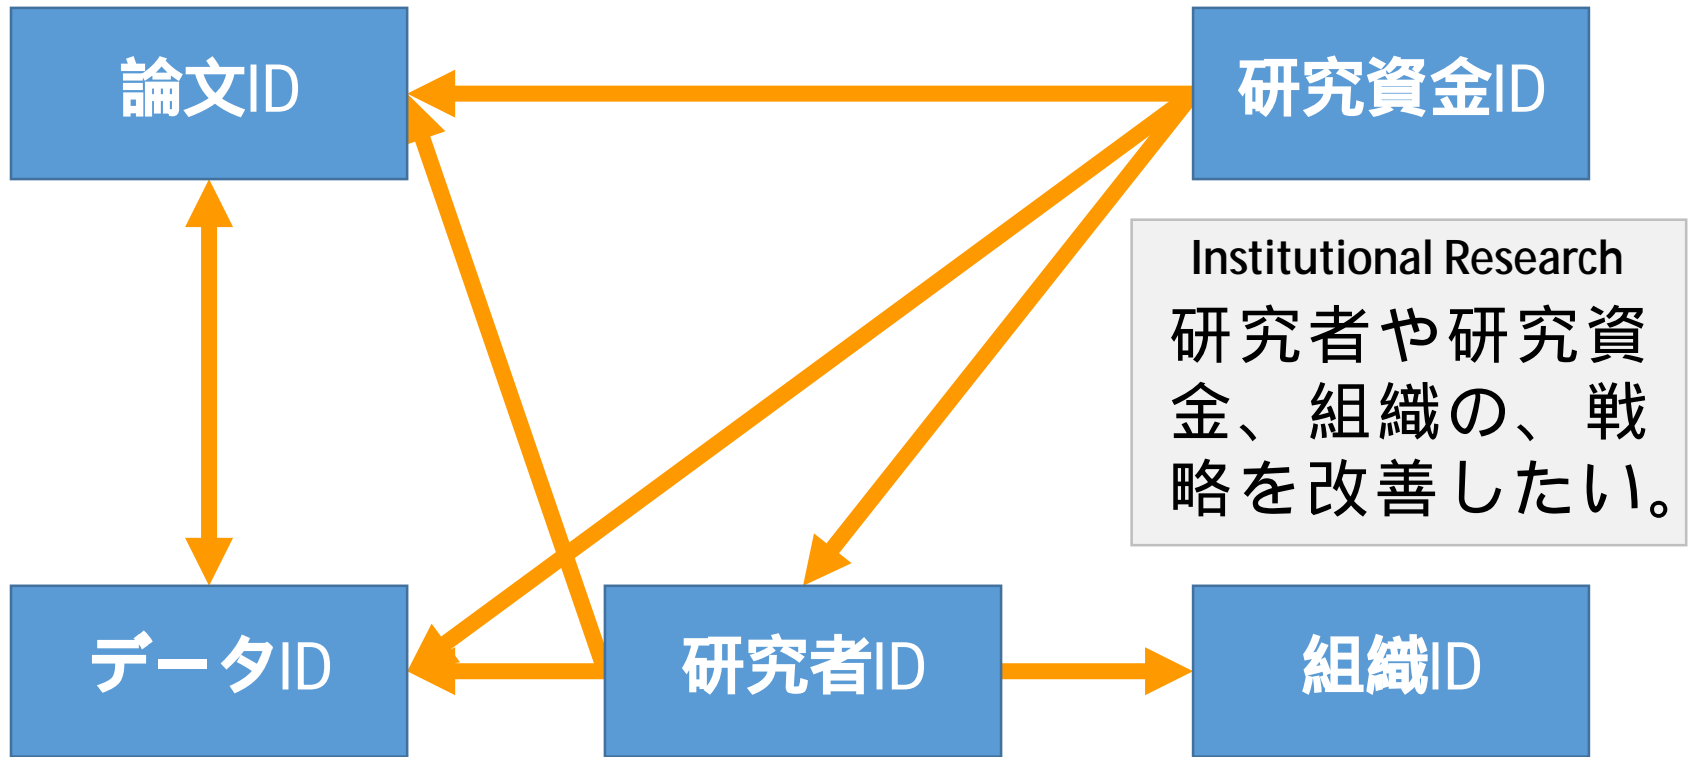 論文ID
研究資金ID
Institutional Research
研究者や研究資
金、組織の、戦
略を改善したい。
データID
研究者ID
組織ID